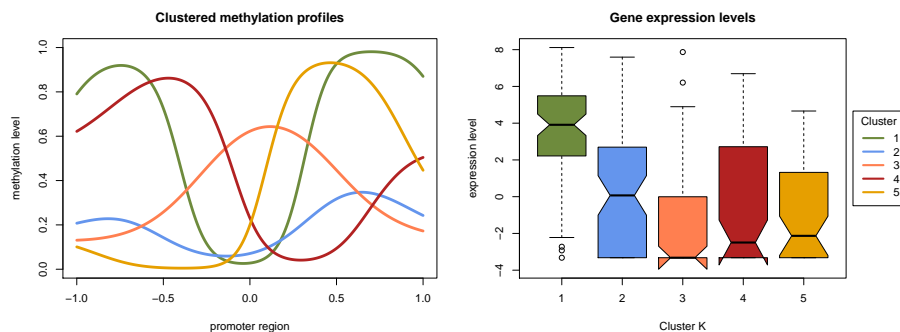 Clustered methylation profiles
methylation level
1.0
0.8
0.6
0.4
0.2
0.0
−1.0 −0.5 0.0 0.5 1.0
promoter region
Gene expression levels
expression level
8
6
4
2
0
−2
−4
1 2 3 4 5
Cluster K
Cluster
1
2
3
4
5